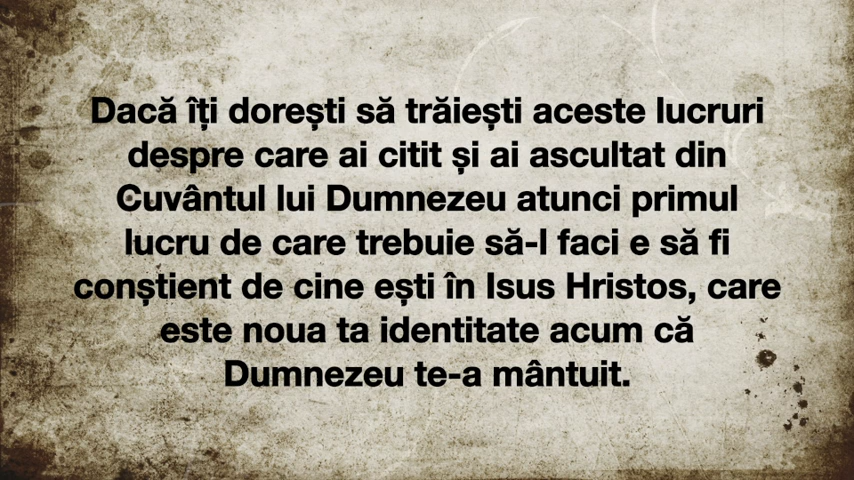 Dacă îți dorești să trăiești aceste lucruri
despre care ai citit și ai ascultat din
Cuvântul lui Dumnezeu atunci primul
lucru de care trebuie să-l faci e să fi
conștient de cine ești în Isus Hristos, care
este noua ta identitate acum că
Dumnezeu te-a mântuit.